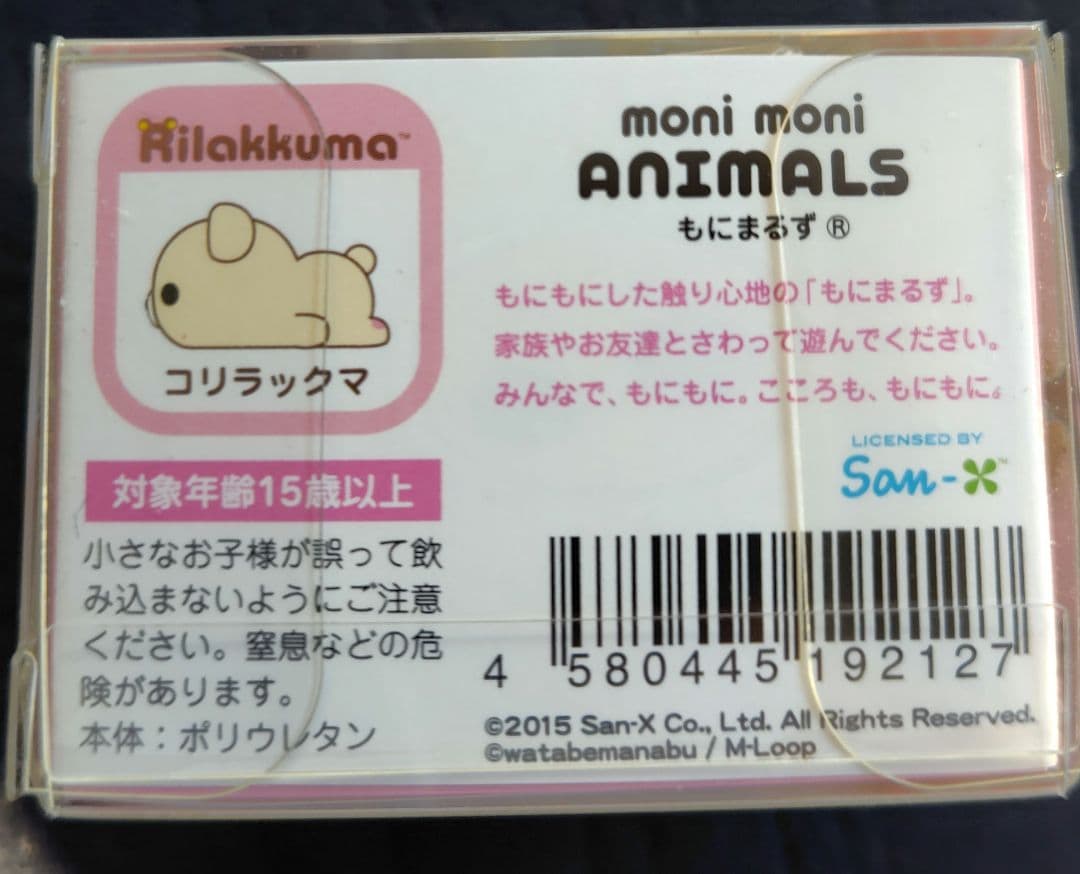 Rilakkuma™
コリラックマ
対象年齢15歳以上
小さなお子様が誤って飲
み込まないようにご注意
ください。窒息などの危
険があります。
本体：ポリウレタン
moni moni
ANIMALS
もにまるず®
もにもにした触り心地の「もにまるず」。
家族やお友達とさわって遊んでください。
みんなで、もにもに。こころも、もにもに。
LICENSED BY
San-X™
4 580445 192127
©2015 San-X Co., Ltd. All Rights Reserved.
©watabemanabu / M-Loop